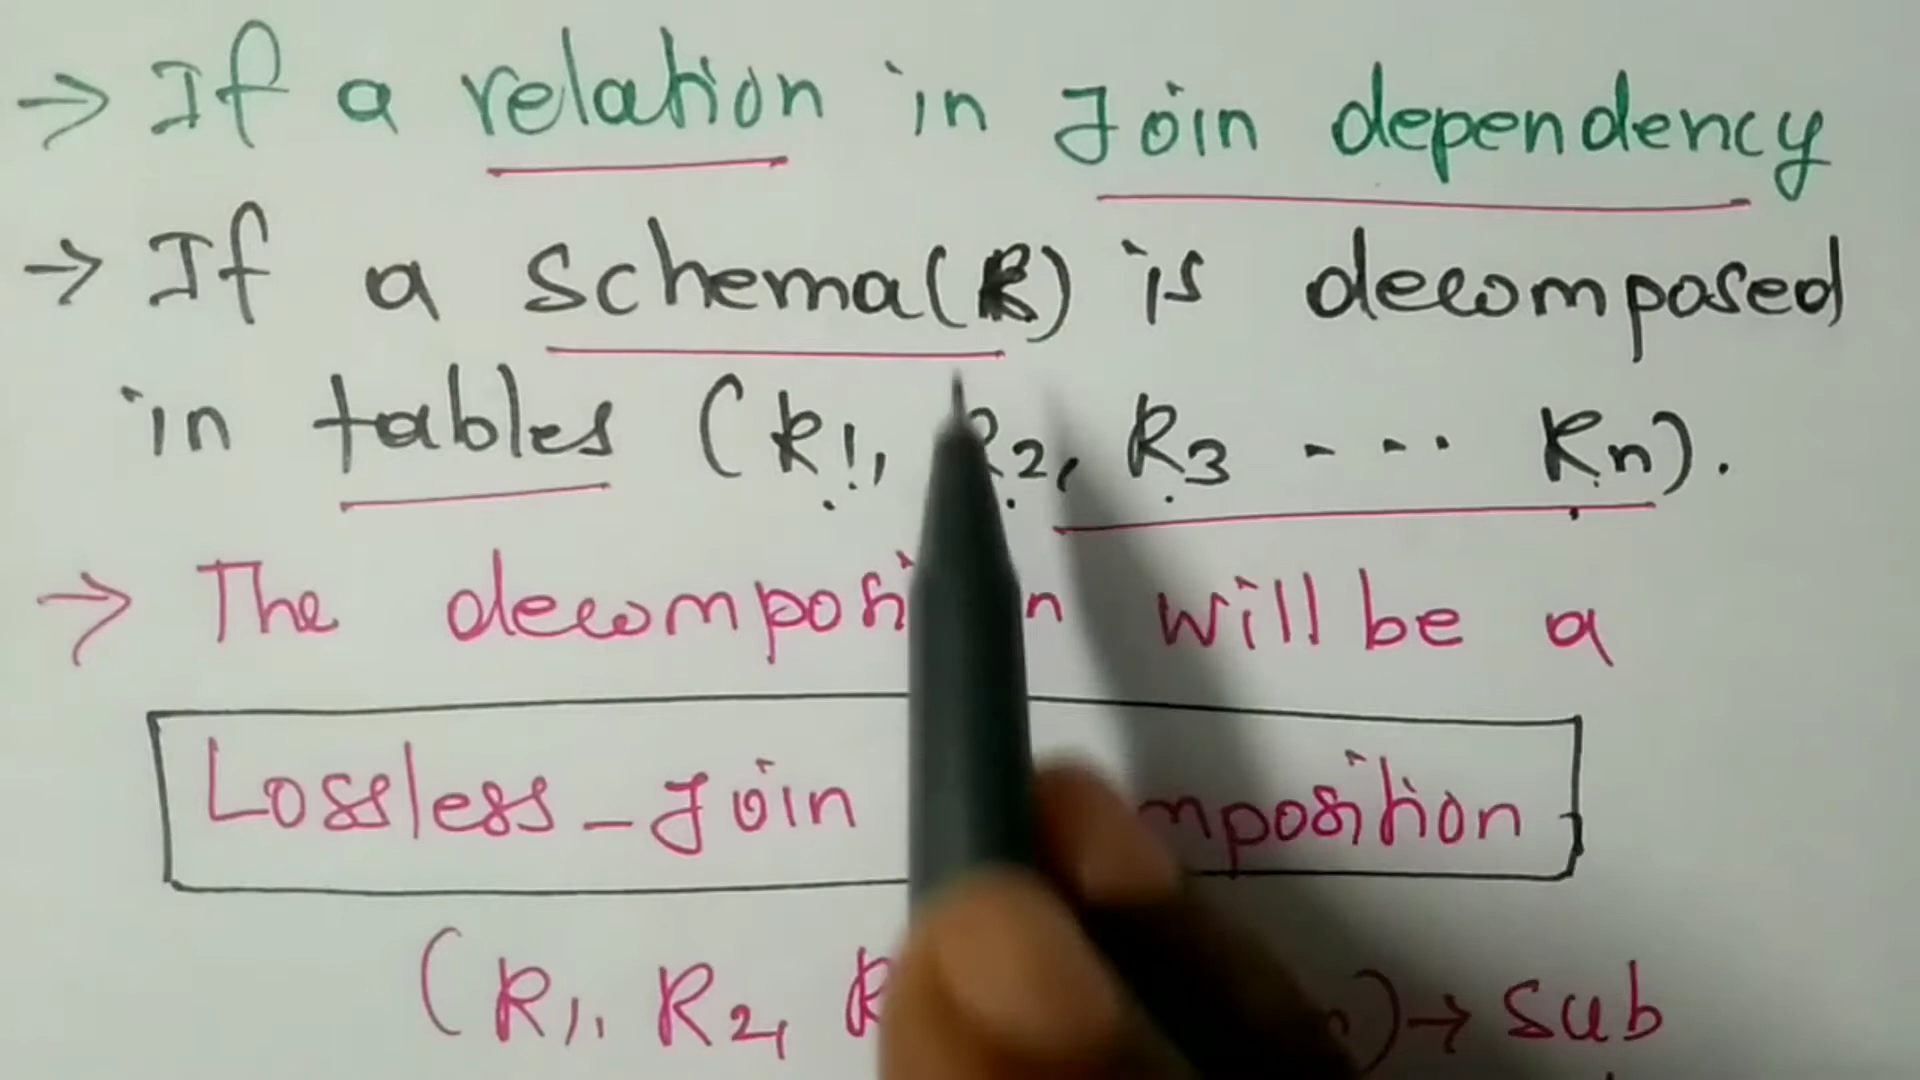 → If a relation in Join dependency
→ If a schema(R) is decomposed
in tables (R1, R2, R3 - - - - Rn).
→ The decomposition will be a
Lossless-Join
(R1, R2, → sub